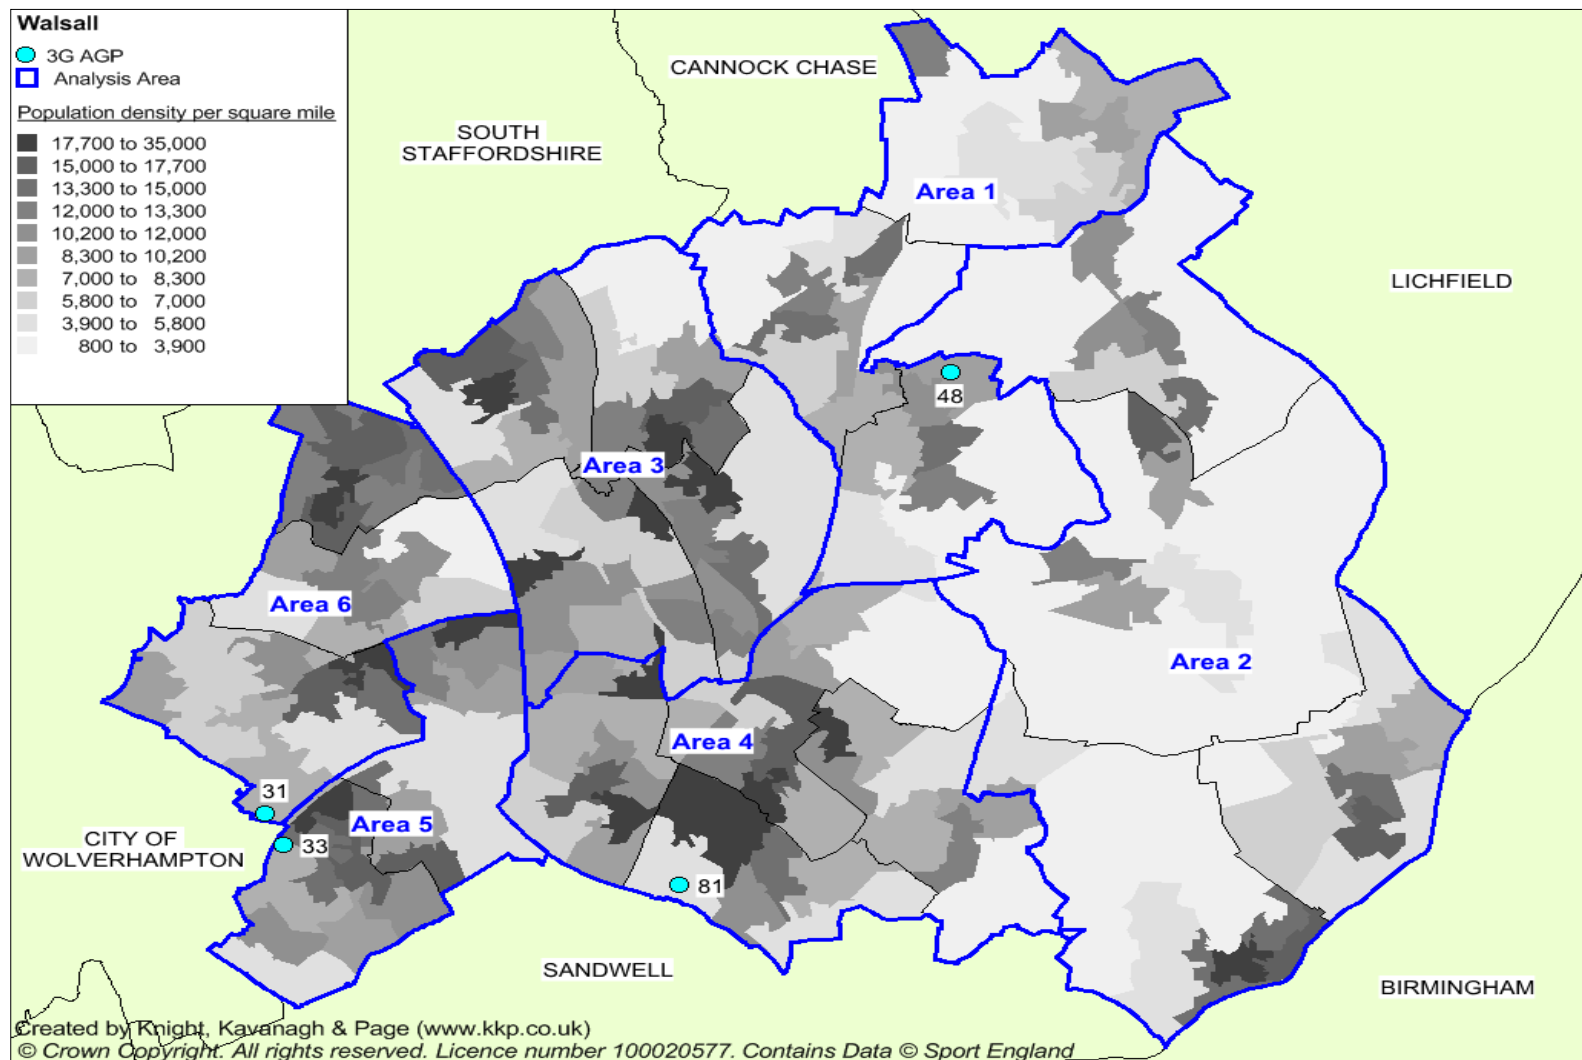 Walsall
3G AGP
Analysis Area
Population density per square mile
17,700 to 35,000
15,000 to 17,700
13,300 to 15,000
12,000 to 13,300
10,200 to 12,000
8,300 to 10,200
7,000 to 8,300
5,800 to 7,000
3,900 to 5,800
800 to 3,900
CANNOCK CHASE
SOUTH
STAFFORDSHIRE
Area 1
LICHFIELD
48
Area 3
Area 6
Area 2
Area 4
31
Area 5
33
CITY OF
WOLVERHAMPTON
81
SANDWELL
BIRMINGHAM
Created by Knight, Kavanagh & Page (www.kkp.co.uk)
© Crown Copyright. All rights reserved. Licence number 100020577. Contains Data © Sport England